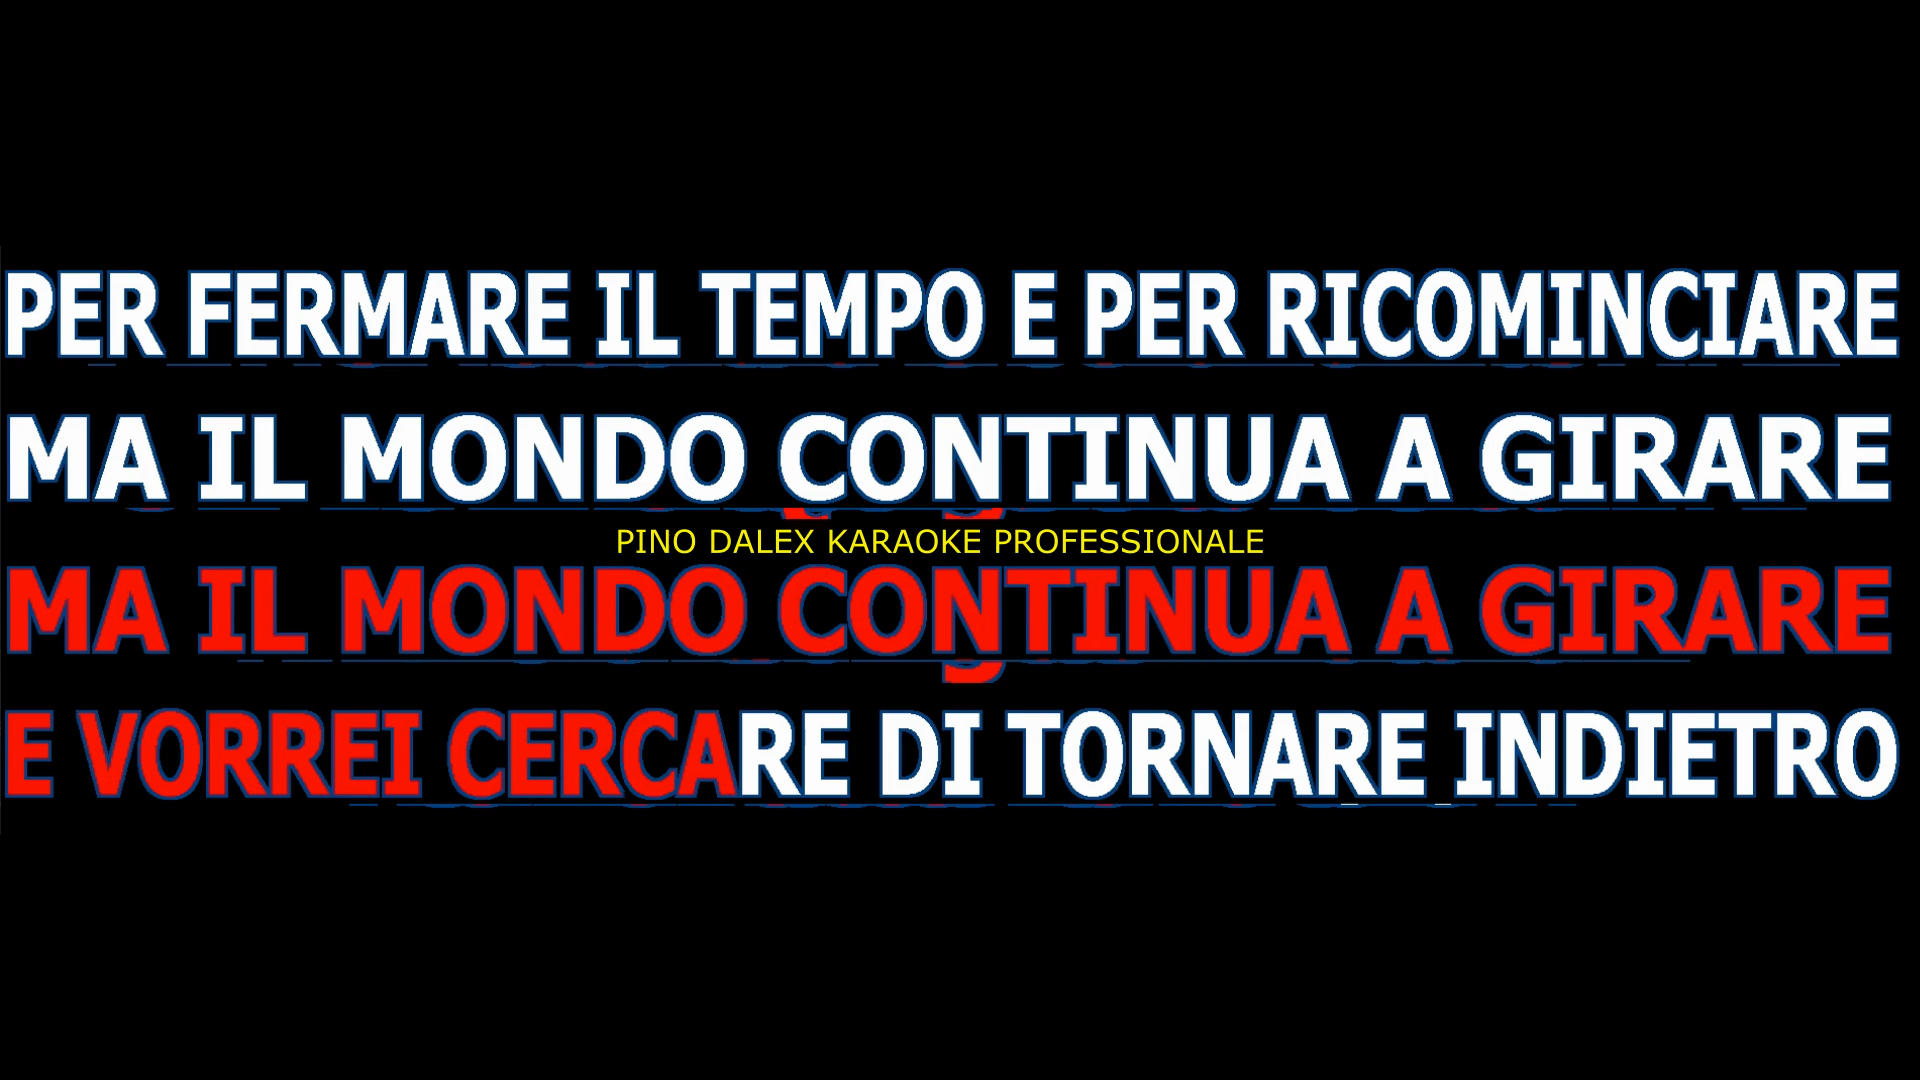 PER FERMARE IL TEMPO E PER RICOMINCIARE
MA IL MONDO CONTINUA A GIRARE
PINO DALEX KARAOKE PROFESSIONALE
MA IL MONDO CONTINUA A GIRARE
E VORREI CERCARE DI TORNARE INDIETRO